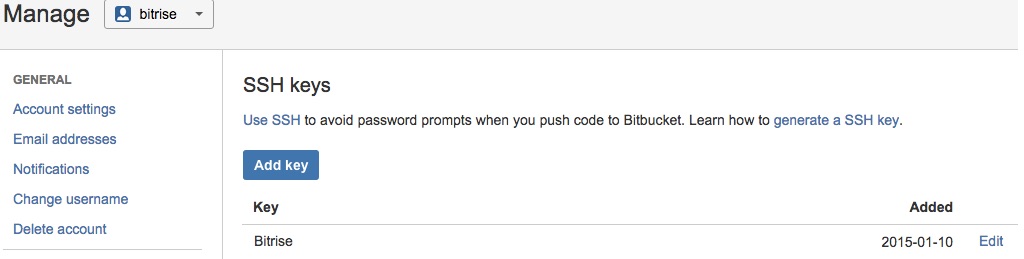 Manage bitrise
GENERAL
Account settings
Email addresses
Notifications
Change username
Delete account
SSH keys
Use SSH to avoid password prompts when you push code to Bitbucket. Learn how to generate a SSH key.
Add key
Key Added
Bitrise 2015-01-10 Edit